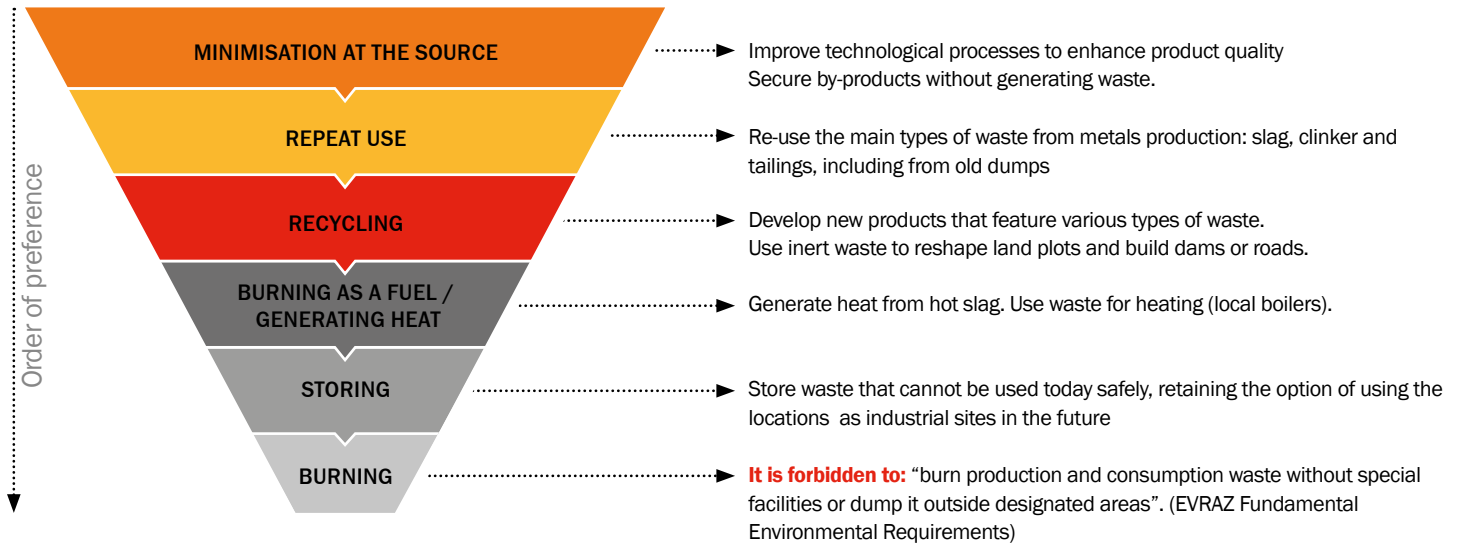 Order of preference
MINIMISATION AT THE SOURCE
Improve technological processes to enhance product quality
Secure by-products without generating waste.
REPEAT USE
Re-use the main types of waste from metals production: slag, clinker and
tailings, including from old dumps
RECYCLING
Develop new products that feature various types of waste.
Use inert waste to reshape land plots and build dams or roads.
BURNING AS A FUEL /
GENERATING HEAT
Generate heat from hot slag. Use waste for heating (local boilers).
STORING
Store waste that cannot be used today safely, retaining the option of using the
locations as industrial sites in the future
BURNING
It is forbidden to: “burn production and consumption waste without special
facilities or dump it outside designated areas”. (EVRAZ Fundamental
Environmental Requirements)